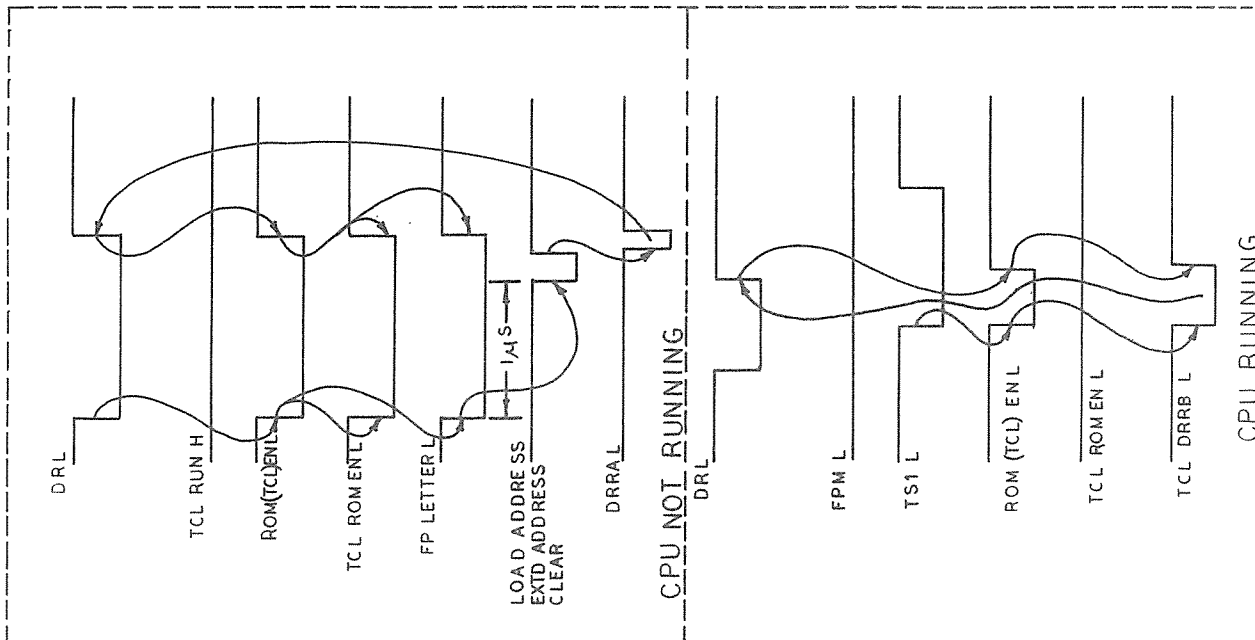 DRL
TCL RUN H
ROM(TCL)ENL
TCL ROMENL
FP LETTER L
1μS
LOAD ADDRESS
EXTD ADDRESS
CLEAR
DRRA L
CPU NOT RUNNING
DRL
FPM L
TS1 L
ROM (TCL) EN L
TCL ROMEN L
TCL DRRB L
CPU RUNNING